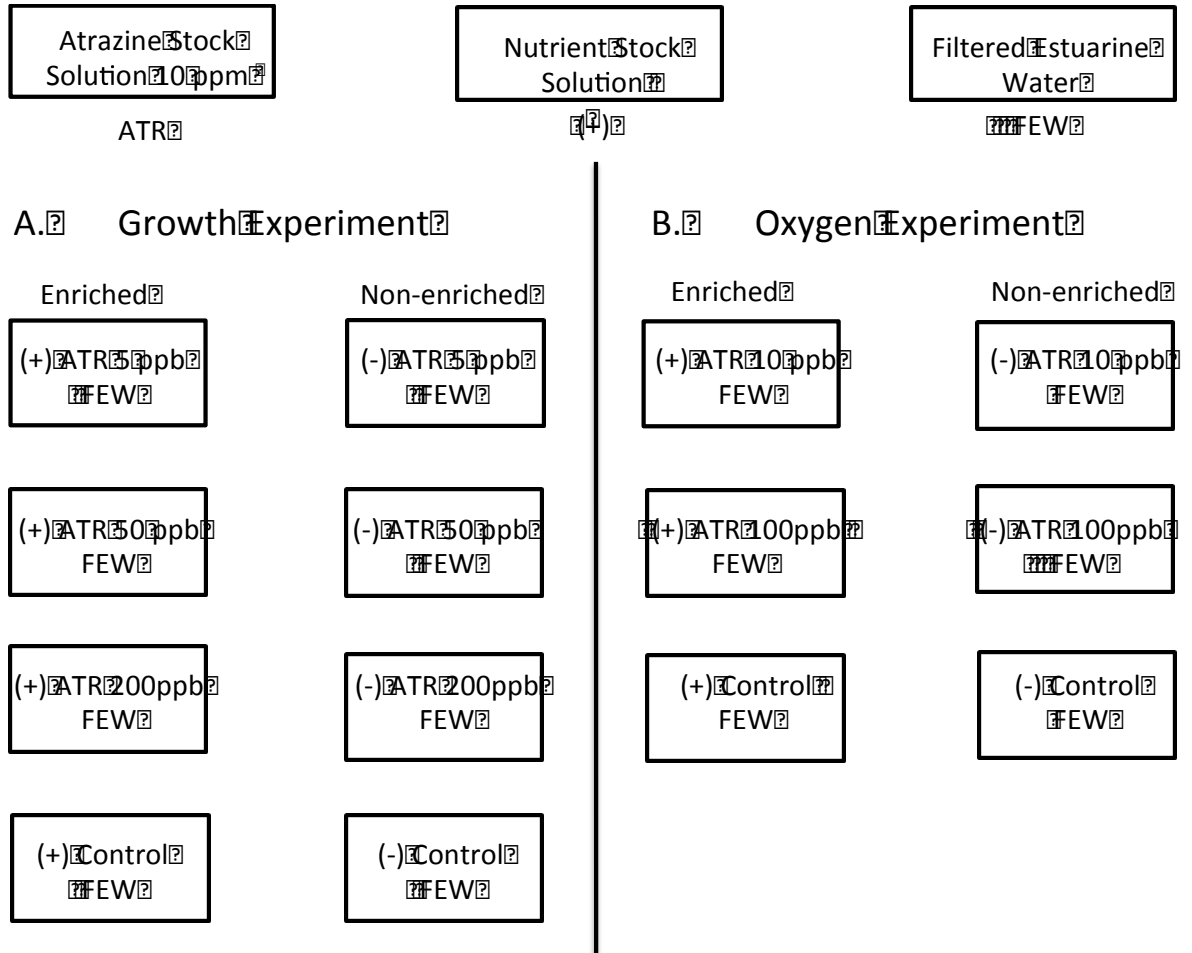 Atrazine Stock
Solution 10 ppm
ATR
Nutrient Stock
Solution
(+)
Filtered Estuarine
Water
FEW
A. Growth Experiment
Enriched
Non-enriched
(+) ATR 5 ppb
FEW
(-) ATR 5 ppb
FEW
(+) ATR 50 ppb
FEW
(-) ATR 50 ppb
FEW
(+) ATR 200ppb
FEW
(-) ATR 200ppb
FEW
(+) Control
FEW
(-) Control
FEW
B. Oxygen Experiment
Enriched
Non-enriched
(+) ATR 10 ppb
FEW
(-) ATR 10 ppb
FEW
(+) ATR 100ppb
FEW
(-) ATR 100ppb
FEW
(+) Control
FEW
(-) Control
FEW